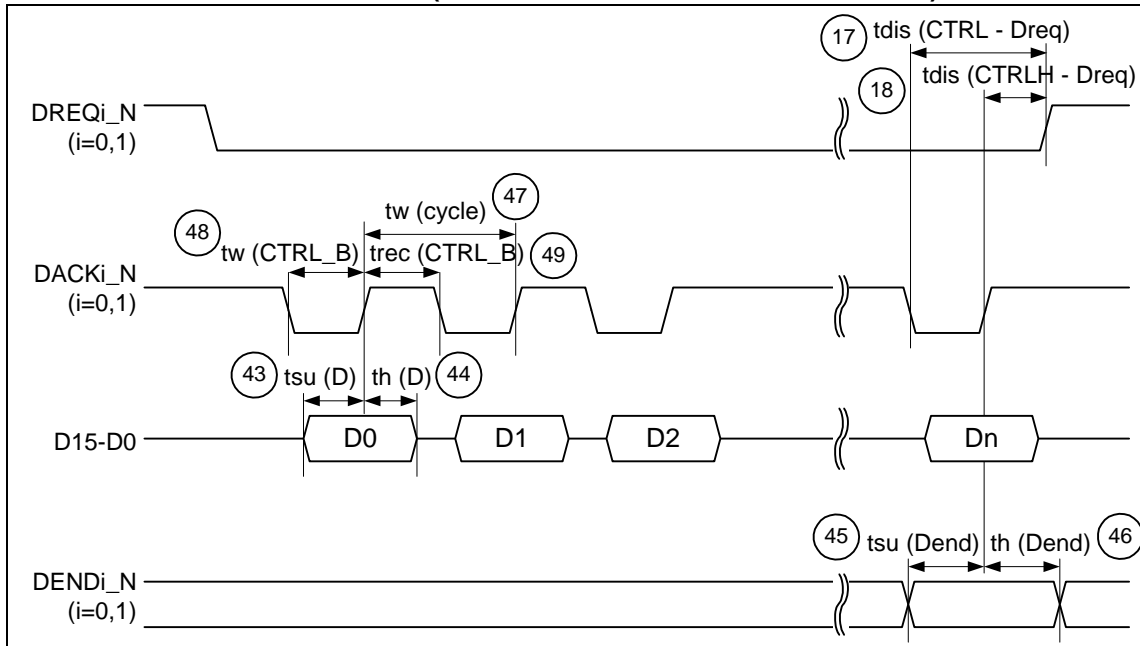 17 tdis (CTRL - Dreq)
18 tdis (CTRLH - Dreq)
DREQi_N
(i=0,1)
47
tw (cycle)
48 tw (CTRL_B) trec (CTRL_B) 49
DACKi_N
(i=0,1)
43 tsu (D) th (D) 44
D15-D0 D0 D1 D2 Dn
45 tsu (Dend) th (Dend) 46
DENDi_N
(i=0,1)